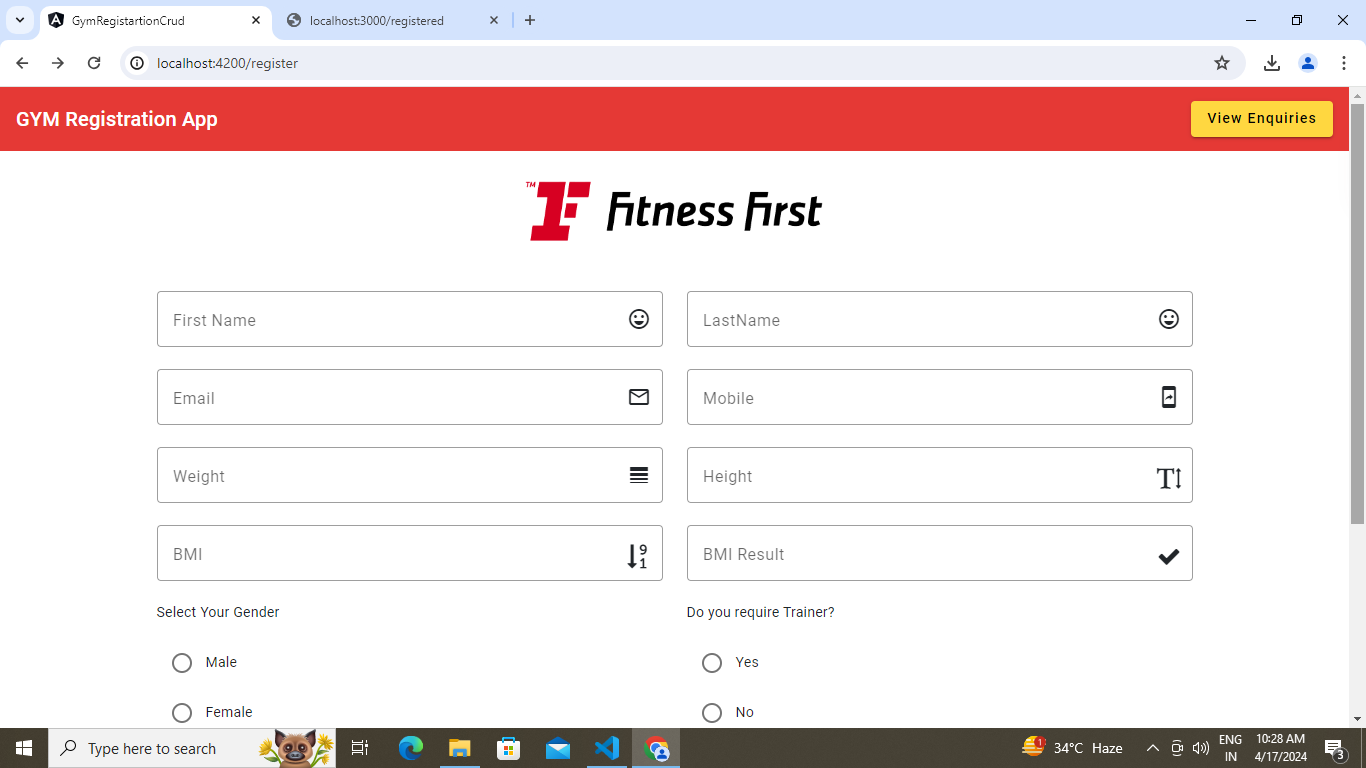 GymRegistartionCrud
localhost:3000/registered
localhost:4200/register
GYM Registration App
View Enquiries
TM
Fitness First
First Name
LastName
Email
Mobile
Weight
Height
BMI
9
1
BMI Result
Select Your Gender
Do you require Trainer?
Male
Yes
Female
No
Type here to search
1
34°C Haze
ENG
IN
10:28 AM
4/17/2024
3